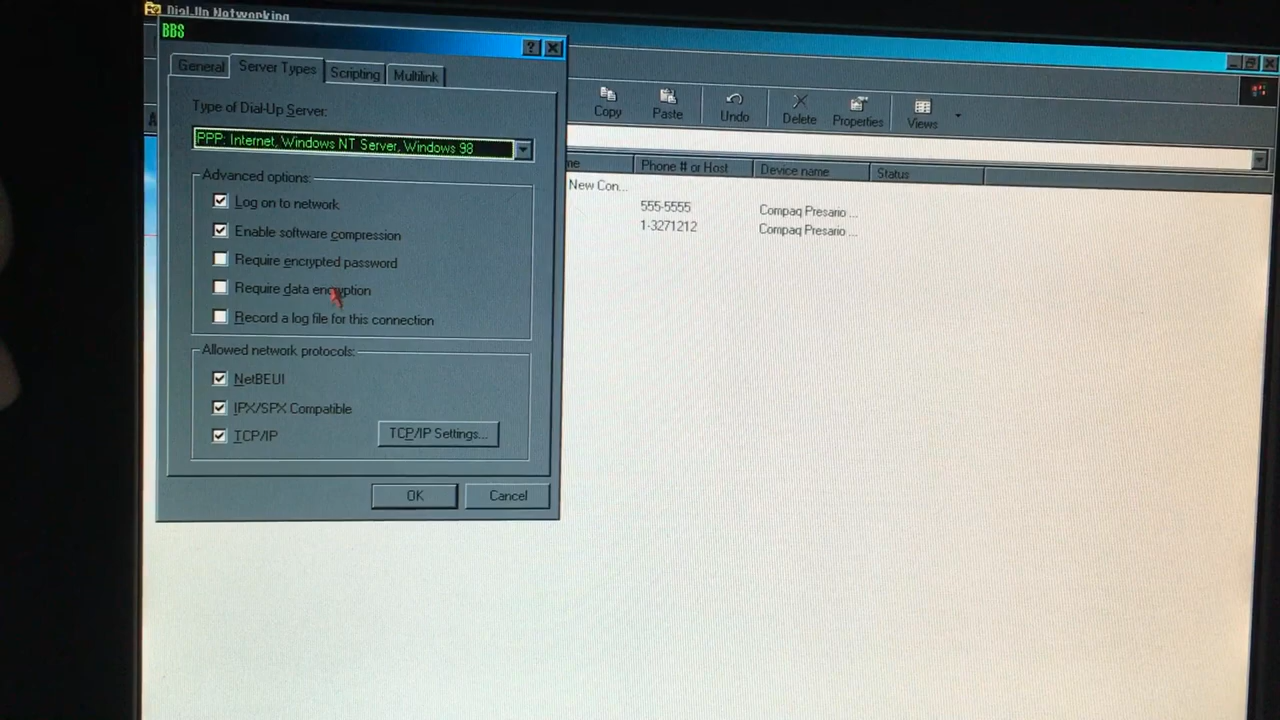 Dial-Up Networking
BBS
General
Server Types
Scripting
Multilink
Type of Dial-Up Server:
PPP: Internet, Windows NT Server, Windows 98
Advanced options:
Log on to network
Enable software compression
Require encrypted password
Require data encryption
Record a log file for this connection
Allowed network protocols:
NetBEUI
IPX/SPX Compatible
TCP/IP
TCP/IP Settings...
OK
Cancel
Copy
Paste
Undo
Delete
Properties
Views
Phone # or Host
Device name
Status
New Con...
555-5555
Compaq Presario ...
1-3271212
Compaq Presario ...